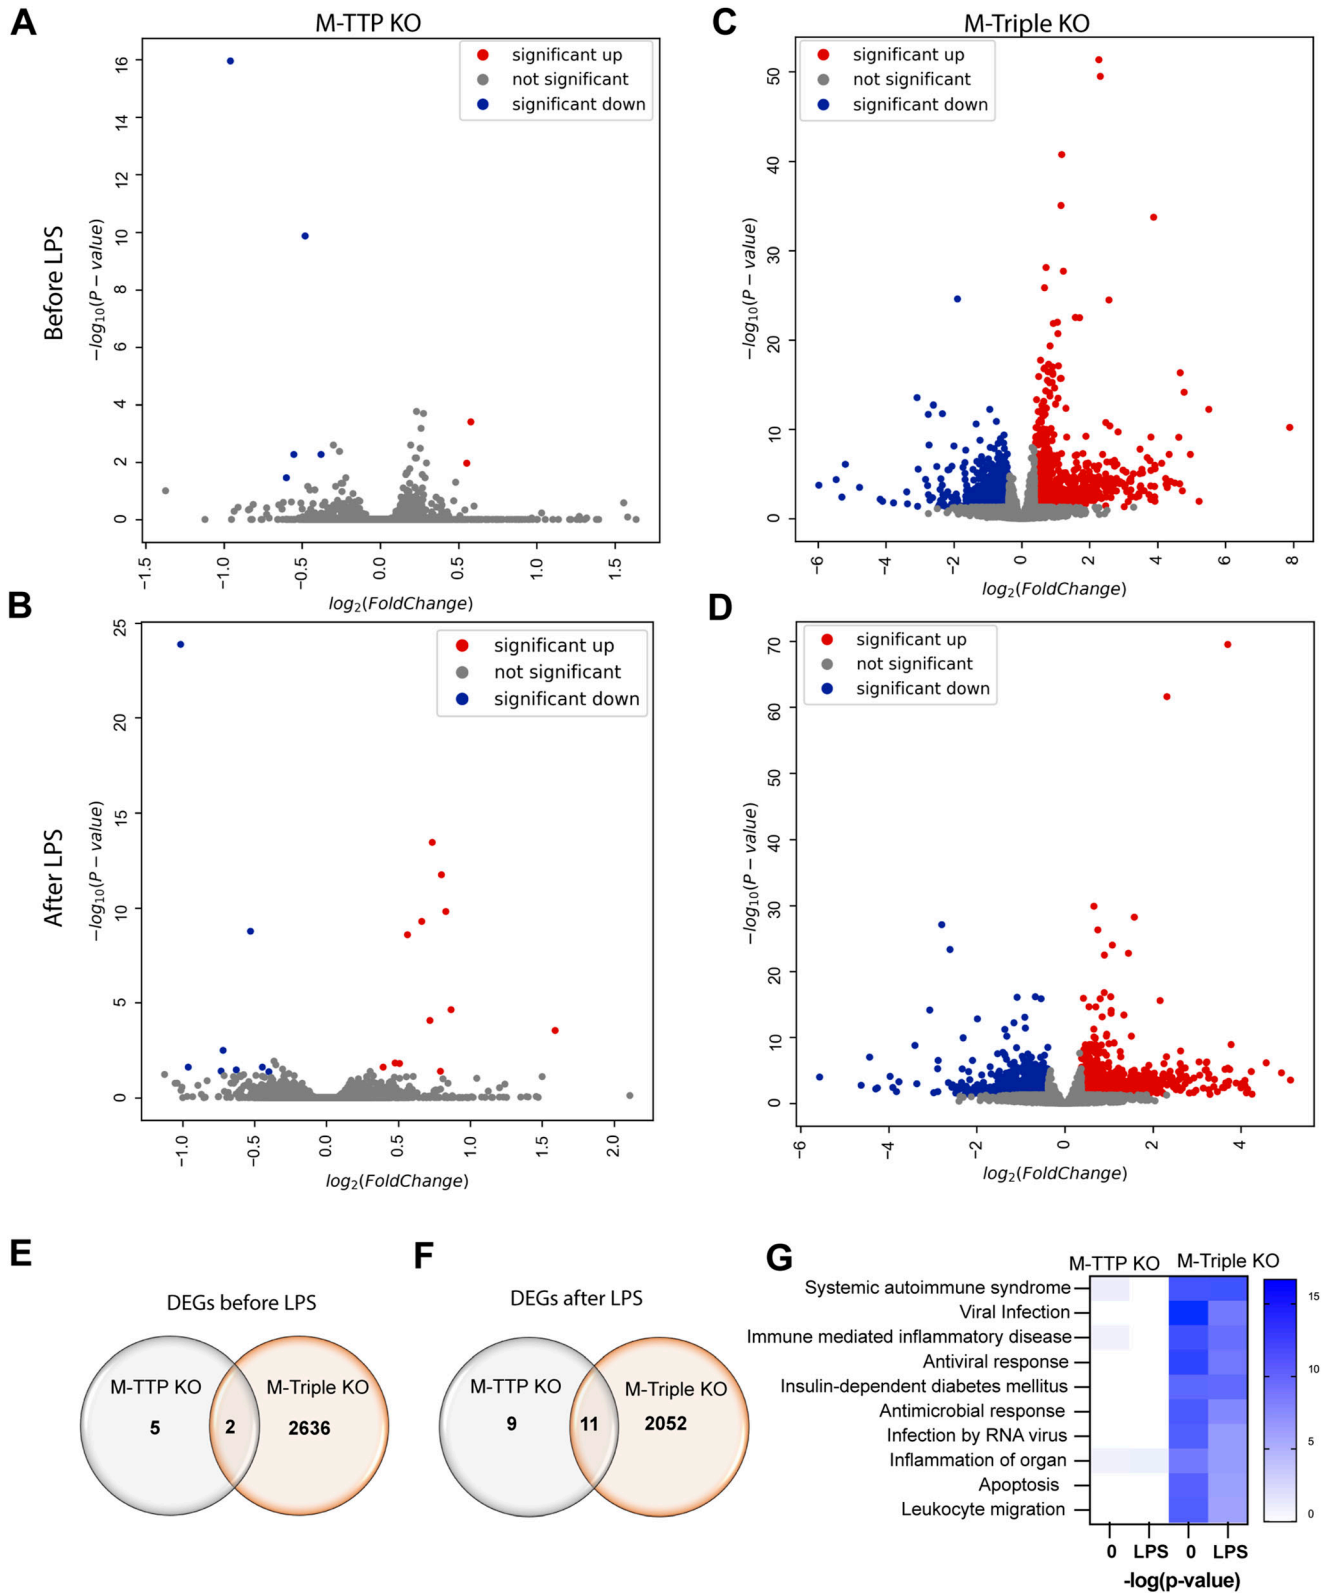 A
M-TTP KO
C
M-Triple KO
significant up
not significant
significant down
significant up
not significant
significant down
Before LPS
−log10(P − value)
16
14
12
10
8
6
4
2
0
−1.5
−1.0
−0.5
0.0
0.5
1.0
1.5
log2(FoldChange)
−log10(P − value)
50
40
30
20
10
0
−6
−4
−2
0
2
4
6
8
log2(FoldChange)
B
D
significant up
not significant
significant down
significant up
not significant
significant down
After LPS
−log10(P − value)
25
20
15
10
5
0
−1.0
−0.5
0.0
0.5
1.0
1.5
2.0
log2(FoldChange)
−log10(P − value)
70
60
50
40
30
20
10
0
−6
−4
−2
0
2
4
log2(FoldChange)
E
DEGs before LPS
M-TTP KO
M-Triple KO
5
2
2636
F
DEGs after LPS
M-TTP KO
M-Triple KO
9
11
2052
G
M-TTP KO
M-Triple KO
Systemic autoimmune syndrome
Viral Infection
Immune mediated inflammatory disease
Antiviral response
Insulin-dependent diabetes mellitus
Antimicrobial response
Infection by RNA virus
Inflammation of organ
Apoptosis
Leukocyte migration
15
10
5
0
0 LPS 0 LPS
-log(p-value)